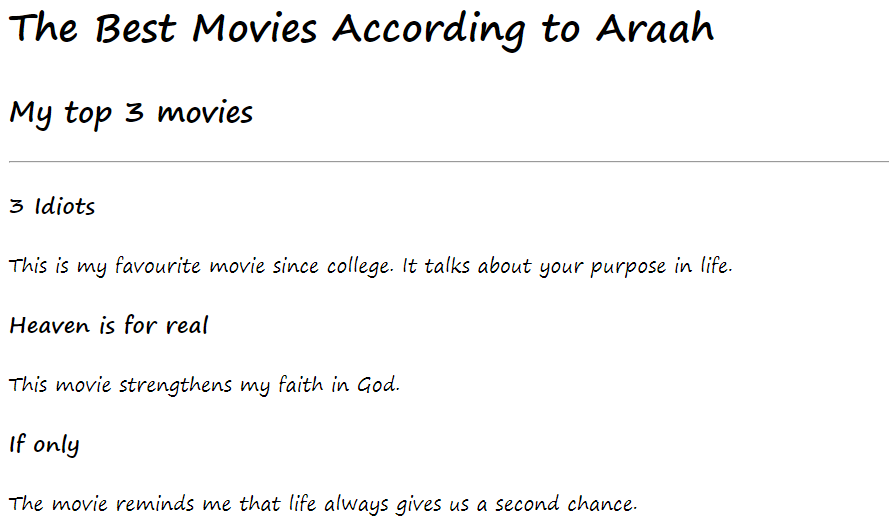 The Best Movies According to Araah
My top 3 movies
3 Idiots
This is my favourite movie since college. It talks about your purpose in life.
Heaven is for real
This movie strengthens my faith in God.
If only
The movie reminds me that life always gives us a second chance.